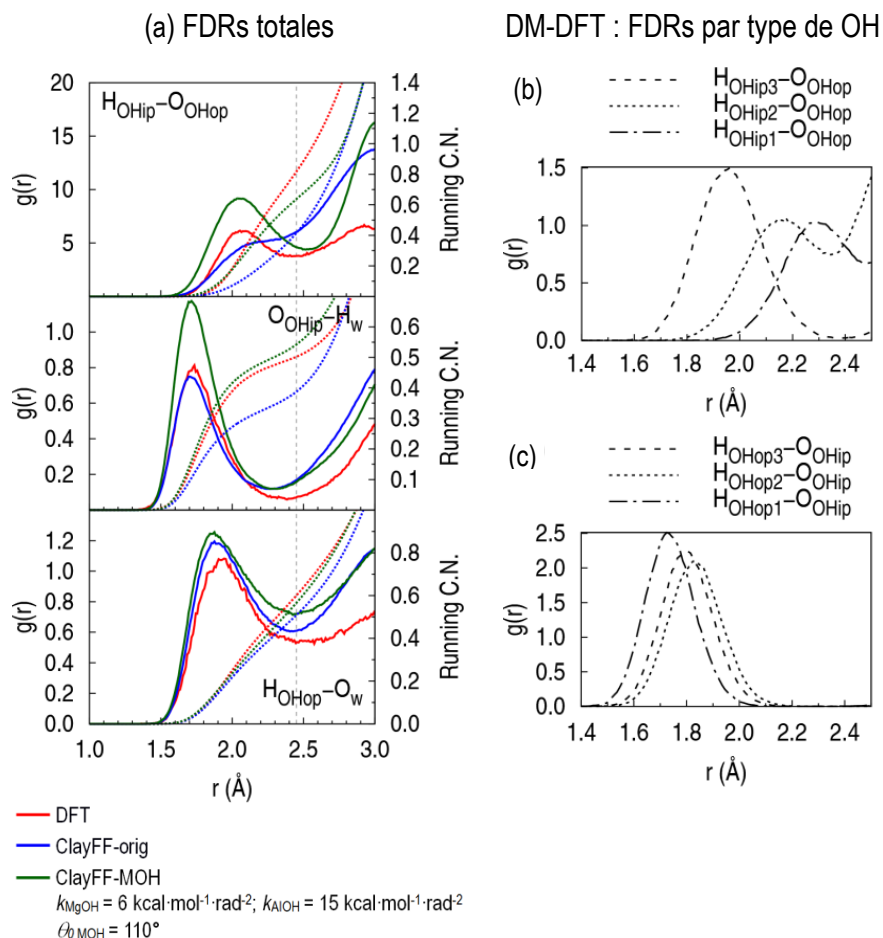 (a) FDRs totales
DM-DFT : FDRs par type de OH
H_OHip–O_OHop
20
15
10
5
g(r)
1.4
1.2
1.0
0.8
0.6
0.4
0.2
Running C.N.
O_OHip–H_w
1.0
0.8
0.6
0.4
0.2
g(r)
0.6
0.5
0.4
0.3
0.2
0.1
Running C.N.
1.2
1.0
0.8
0.6
0.4
0.2
0.0
g(r)
0.8
0.6
0.4
0.2
0.0
Running C.N.
H_OHop–O_w
1.0 1.5 2.0 2.5 3.0
r (Å)
DFT
ClayFF-orig
ClayFF-MOH
k_MgOH = 6 kcal·mol⁻¹·rad⁻²; k_AlOH = 15 kcal·mol⁻¹·rad⁻²
Θ_0 MOH = 110°
(b)
H_OHip3–O_OHop
H_OHip2–O_OHop
H_OHip1–O_OHop
1.5
1.0
0.5
0.0
g(r)
1.4 1.6 1.8 2.0 2.2 2.4
r (Å)
(c)
H_OHop3–O_OHip
H_OHop2–O_OHip
H_OHop1–O_OHip
2.5
2.0
1.5
1.0
0.5
0.0
g(r)
1.4 1.6 1.8 2.0 2.2 2.4
r (Å)